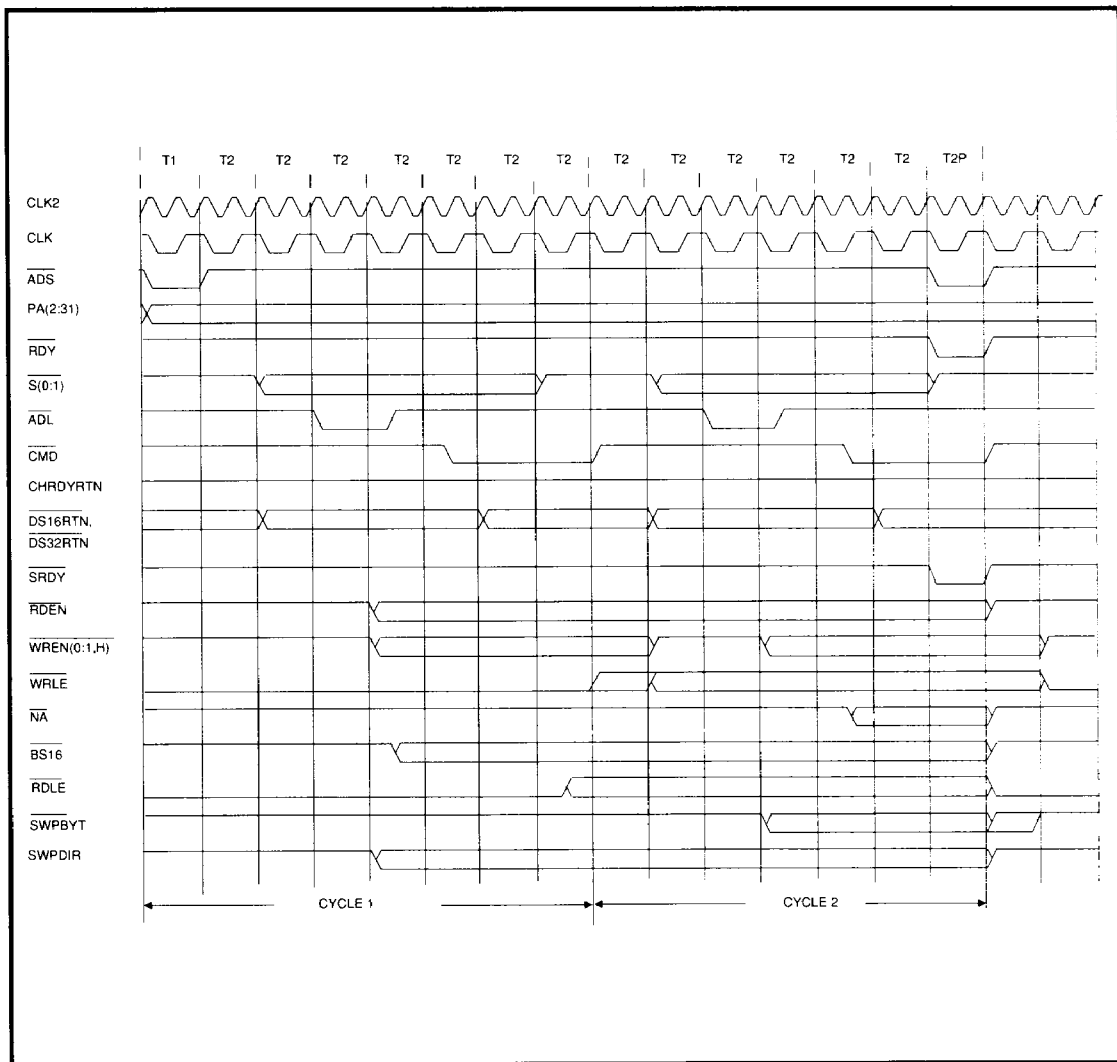 T1 T2 T2 T2 T2 T2 T2 T2 T2 T2 T2 T2 T2 T2 T2P
CLK2
CLK
ADS
PA(2:31)
RDY
S(0:1)
ADL
CMD
CHRDYRTN
DS16RTN,
DS32RTN
SRDY
RDEN
WREN(0:1,H)
WRLE
NA
BS16
RDLE
SWPBYT
SWPDIR
CYCLE 1 CYCLE 2